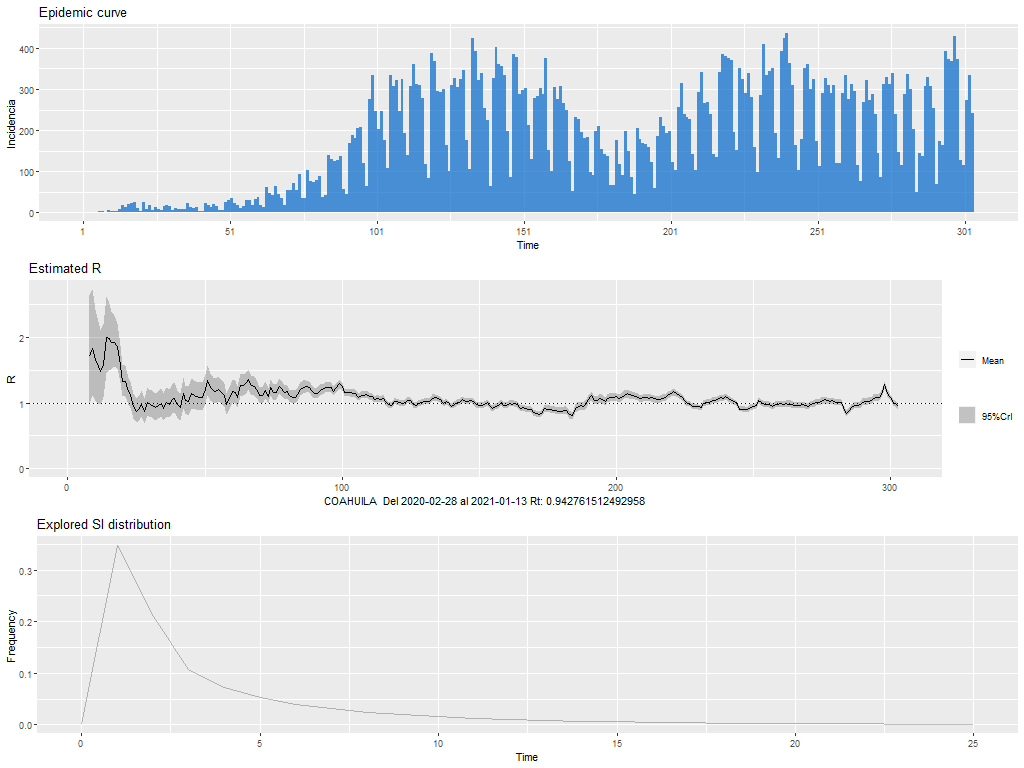 Epidemic curve
400
300
200
100
0
Incidencia
1 51 101 151 201 251 301
Time
Estimated R
2
1
0
R
0 100 200 300
COAHUILA Del 2020-02-28 al 2021-01-13 Rt: 0.942761512492958
Mean
95%CrI
Explored SI distribution
0.3
0.2
0.1
0.0
Frequency
0 5 10 15 20 25
Time